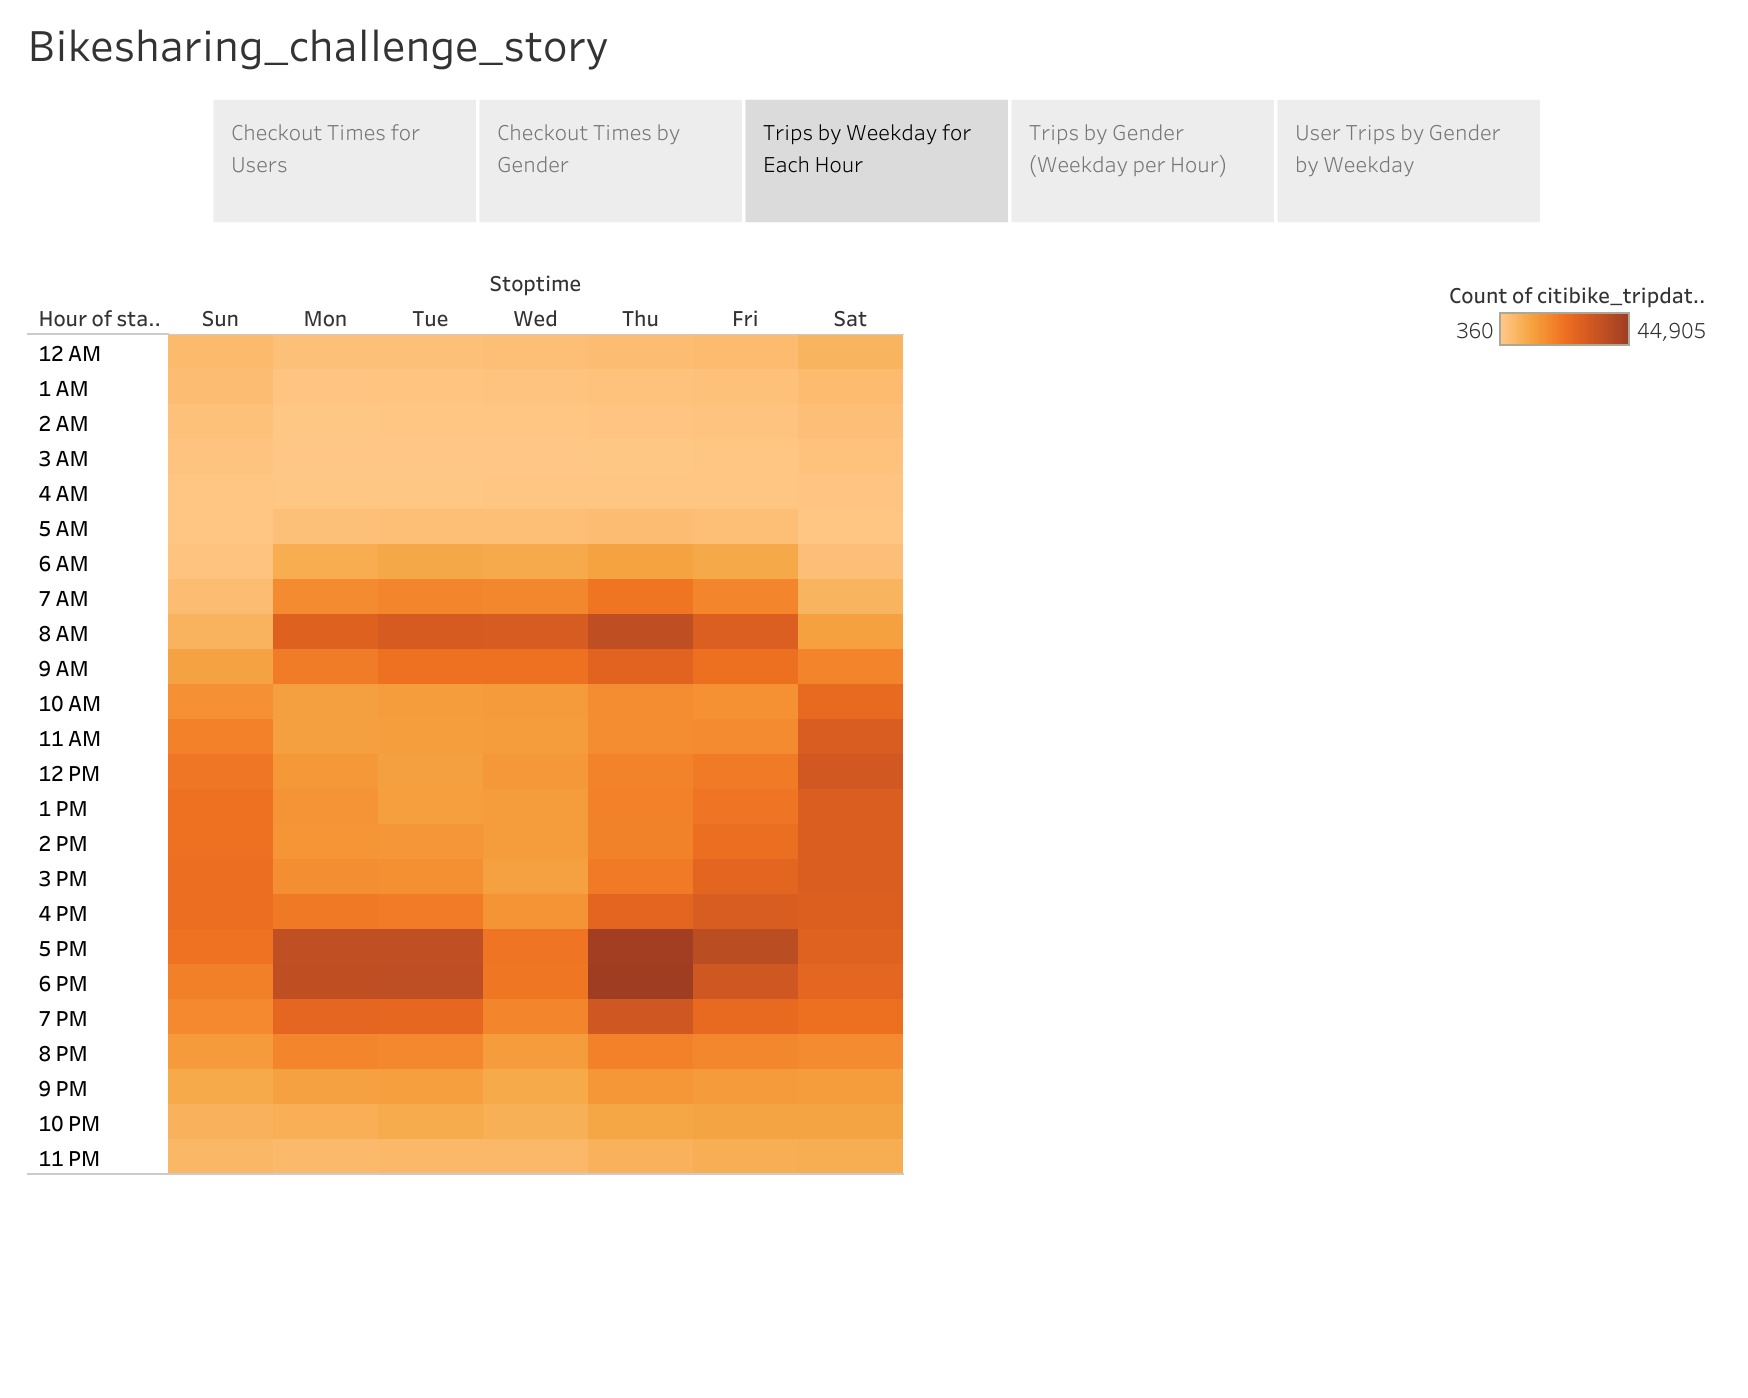 Bikesharing_challenge_story
Checkout Times for
Users
Checkout Times by
Gender
Trips by Weekday for
Each Hour
Trips by Gender
(Weekday per Hour)
User Trips by Gender
by Weekday
Stoptime
Hour of sta.. Sun Mon Tue Wed Thu Fri Sat
12 AM
1 AM
2 AM
3 AM
4 AM
5 AM
6 AM
7 AM
8 AM
9 AM
10 AM
11 AM
12 PM
1 PM
2 PM
3 PM
4 PM
5 PM
6 PM
7 PM
8 PM
9 PM
10 PM
11 PM
Count of citibike_tripdat..
360 44,905